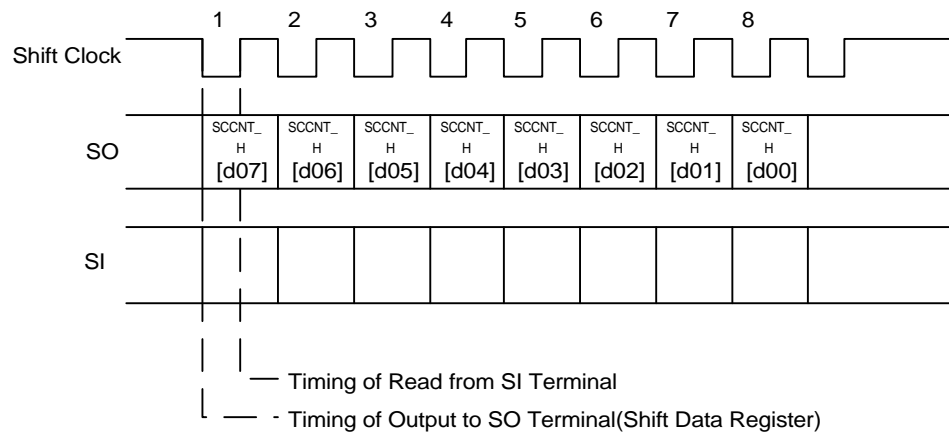 1 2 3 4 5 6 7 8
Shift Clock
SO
SCCNT_ SCCNT_ SCCNT_ SCCNT_ SCCNT_ SCCNT_ SCCNT_ SCCNT_
H H H H H H H H
[d07] [d06] [d05] [d04] [d03] [d02] [d01] [d00]
SI
Timing of Read from SI Terminal
Timing of Output to SO Terminal(Shift Data Register)